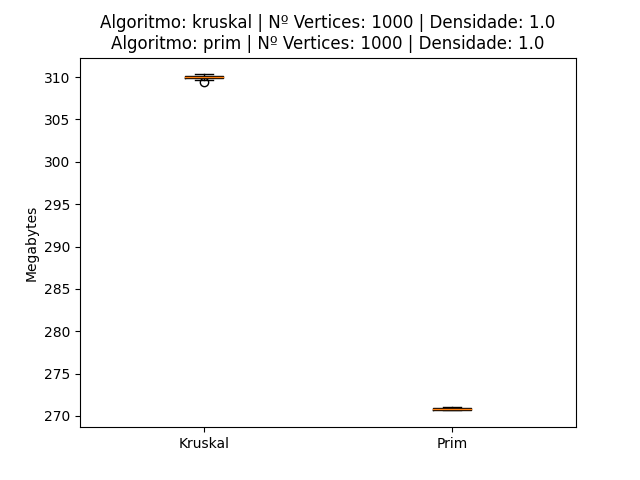 Algoritmo: kruskal | Nº Vertices: 1000 | Densidade: 1.0
Algoritmo: prim | Nº Vertices: 1000 | Densidade: 1.0
310
305
300
295
290
285
280
275
270
Megabytes
Kruskal
Prim